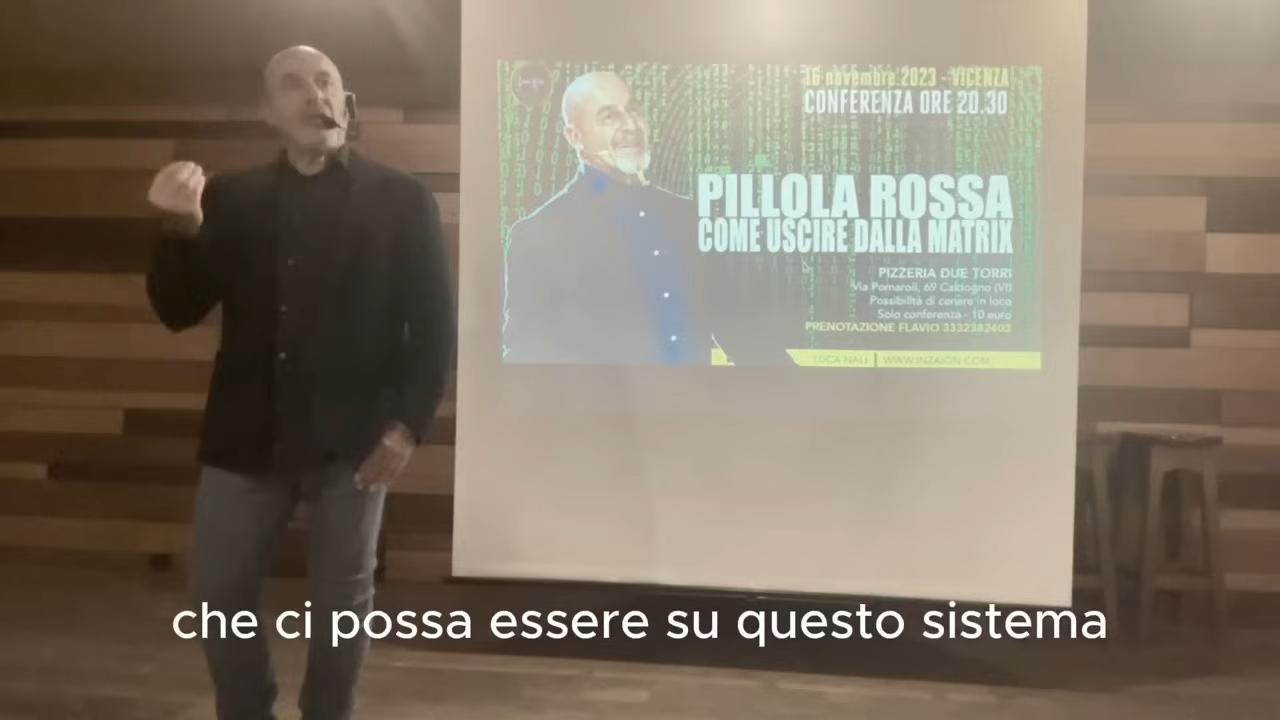 16 novembre 2023 - VICENZA
CONFERENZA ORE 20.30
PILLOLA ROSSA
COME USCIRE DALLA MATRIX
PIZZERIA DUE TORRI
Via Pomaroli, 69 Caldogno (VI)
Possibilità di cenare in loco
Solo conferenza - 10 euro
PRENOTAZIONE FLAVIO 3332382403
LUCA NALI | WWW.INZAION.COM
che ci possa essere su questo sistema